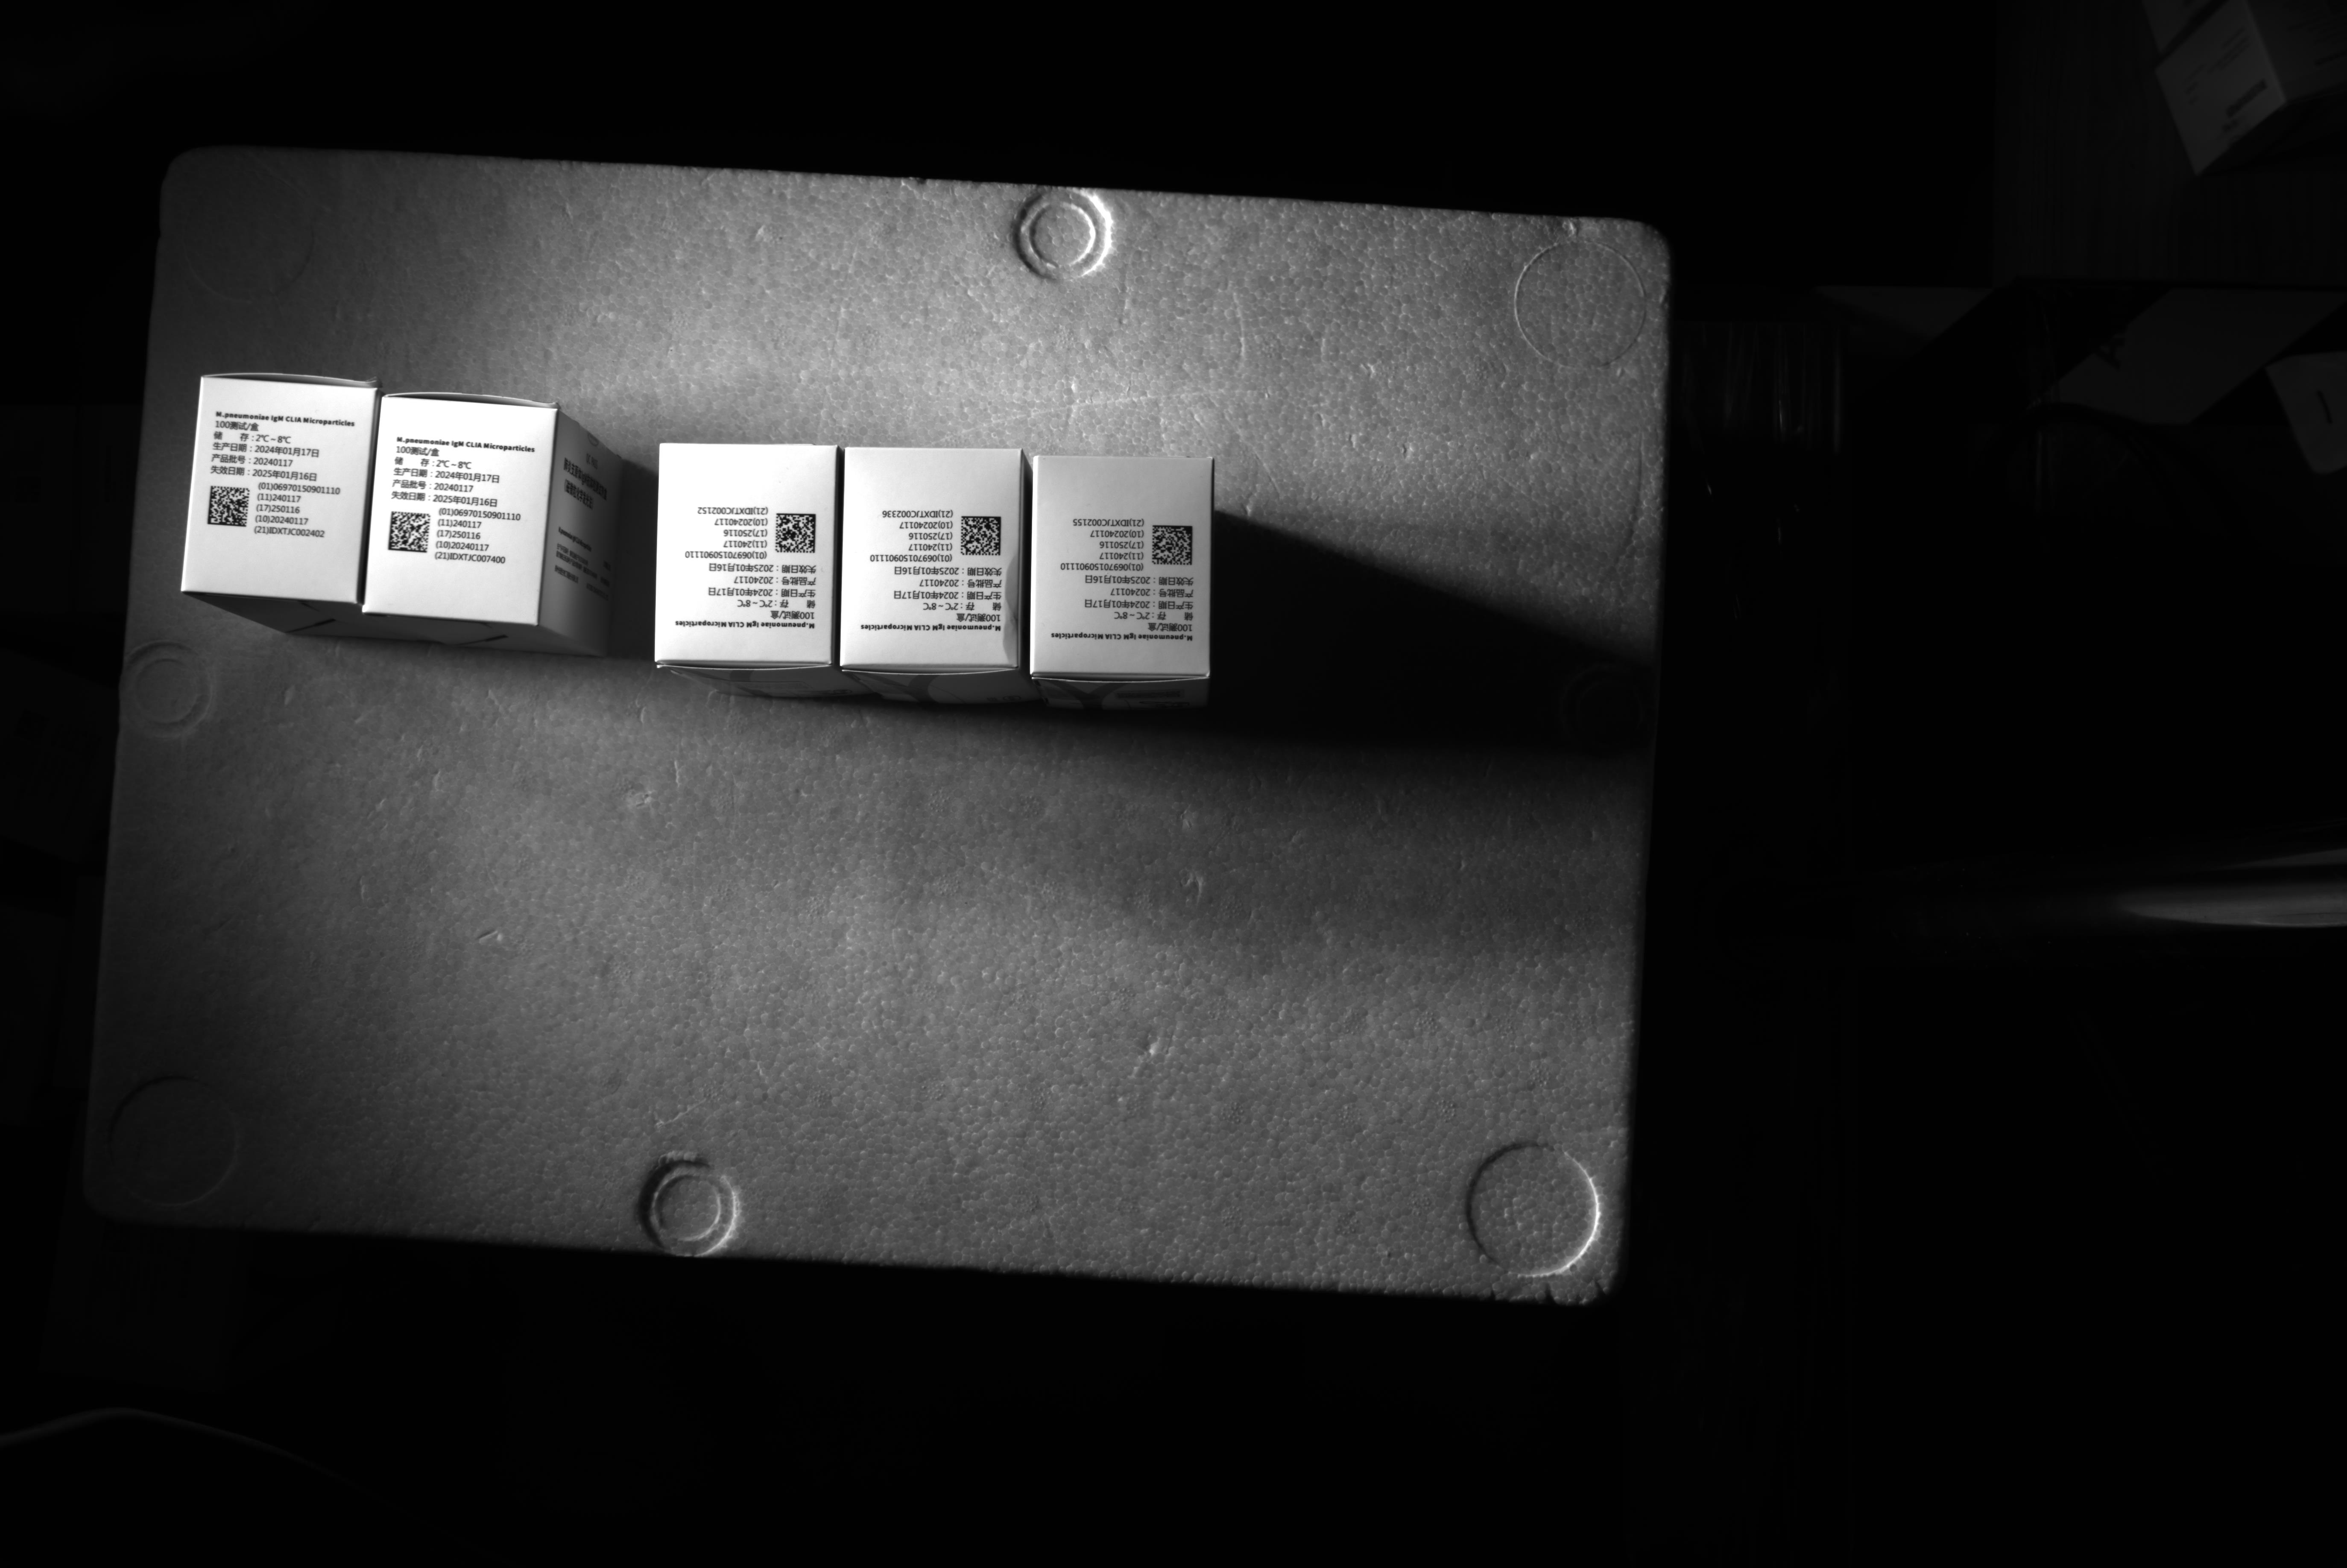 M.pneumoniae IgM CLIA Microparticles
100测试/盒
储 存：2℃~8℃
生产日期：2024年01月17日
产品批号：20240117
失效日期：2025年01月16日
(01)06970150901110
(11)240117
(17)250116
(10)20240117
(21)IDXTJC002402
M.pneumoniae IgM CLIA Microparticles
100测试/盒
储 存：2℃~8℃
生产日期：2024年01月17日
产品批号：20240117
失效日期：2025年01月16日
(01)06970150901110
(11)240117
(17)250116
(10)20240117
(21)IDXTJC007400
M.pneumoniae IgM CLIA Microparticles
100测试/盒
储 存：2℃~8℃
生产日期：2024年01月17日
产品批号：20240117
失效日期：2025年01月16日
(01)06970150901110
(11)240117
(17)250116
(10)20240117
(21)IDXTJC002152
M.pneumoniae IgM CLIA Microparticles
100测试/盒
储 存：2℃~8℃
生产日期：2024年01月17日
产品批号：20240117
失效日期：2025年01月16日
(01)06970150901110
(11)240117
(17)250116
(10)20240117
(21)IDXTJC002336
M.pneumoniae IgM CLIA Microparticles
100测试/盒
储 存：2℃~8℃
生产日期：2024年01月17日
产品批号：20240117
失效日期：2025年01月16日
(01)06970150901110
(11)240117
(17)250116
(10)20240117
(21)IDXTJC002155